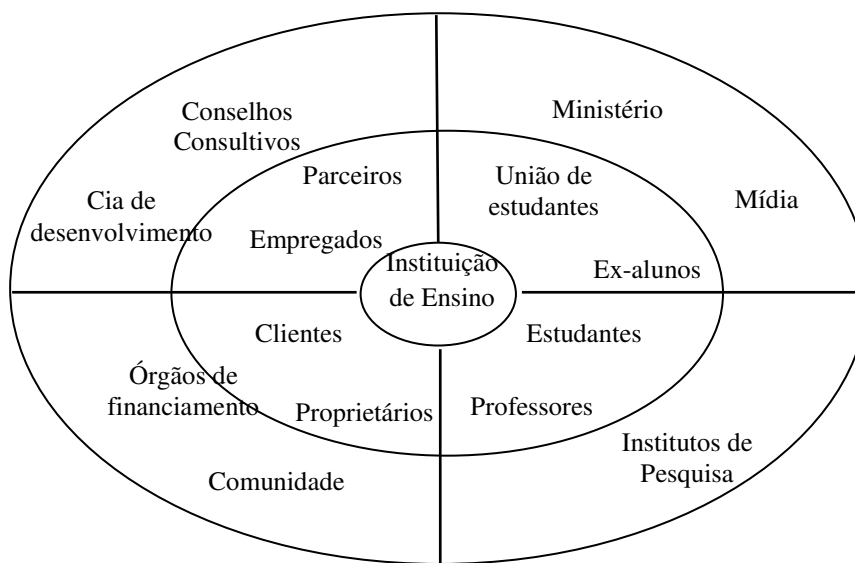 Conselhos
Consultivos
Ministério
Parceiros
União de
estudantes
Cia de
desenvolvimento
Mídia
Empregados
Ex-alunos
Instituição
de Ensino
Clientes
Estudantes
Órgãos de
financiamento
Proprietários
Professores
Institutos de
Pesquisa
Comunidade